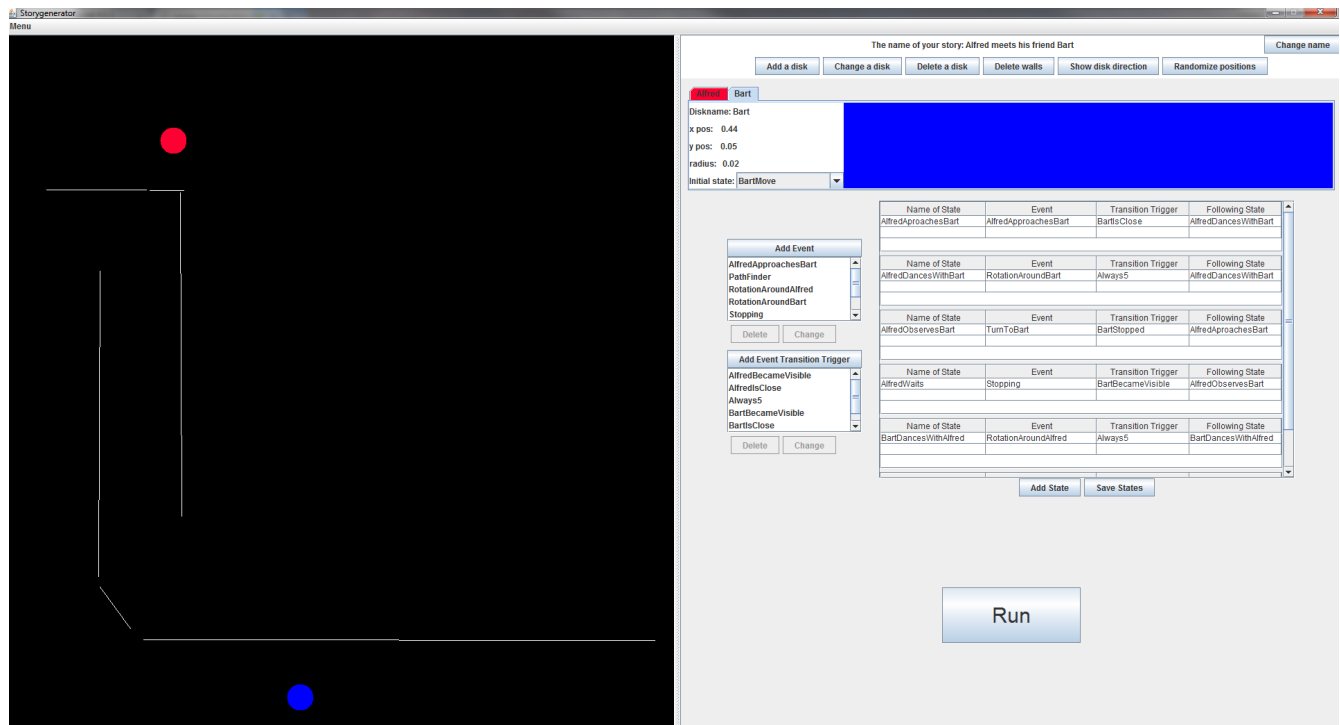 Storygenerator
Menu
The name of your story: Alfred meets his friend Bart
Change name
Add a disk Change a disk Delete a disk Delete walls Show disk direction Randomize positions
Alfred Bart
Diskname: Bart
x pos: 0.44
y pos: 0.05
radius: 0.02
Initial state: BartMove
Name of State Event Transition Trigger Following State
AlfredAproachesBart AlfredApproachesBart BartIsClose AlfredDancesWithBart
Add Event
AlfredApproachesBart
PathFinder
RotationAroundAlfred
RotationAroundBart
Stopping
Delete Change
Name of State Event Transition Trigger Following State
AlfredDancesWithBart RotationAroundBart Always5 AlfredDancesWithBart
Name of State Event Transition Trigger Following State
AlfredObservesBart TurnToBart BartStopped AlfredAproachesBart
Add Event Transition Trigger
AlfredBecameVisible
AlfredIsClose
Always5
BartBecameVisible
BartIsClose
Delete Change
Name of State Event Transition Trigger Following State
AlfredWaits Stopping BartBecameVisible AlfredObservesBart
Name of State Event Transition Trigger Following State
BartDancesWithAlfred RotationAroundAlfred Always5 BartDancesWithAlfred
Add State Save States
Run